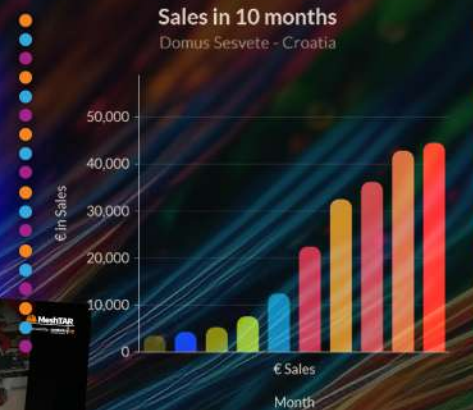 Sales in 10 months
Domus Sesvete - Croatia
€ in Sales
50,000
40,000
30,000
20,000
10,000
0
€ Sales
Month
MeshTAR